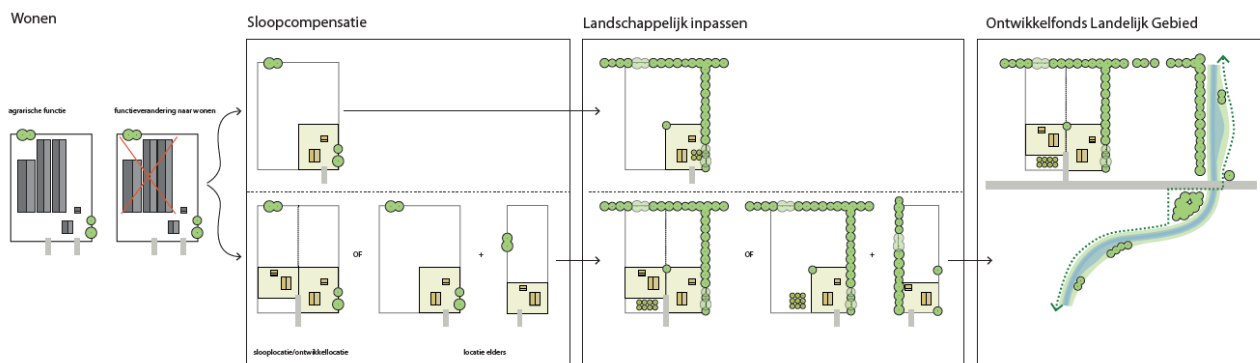 Wonen
Sloopcompensatie
Landschappelijk inpassen
Ontwikkelfonds Landelijk Gebied
agrarische functie
functieverandering naar wonen
OF
+
OF
+
slooplocatie/ontwikkellocatie
locatie elders